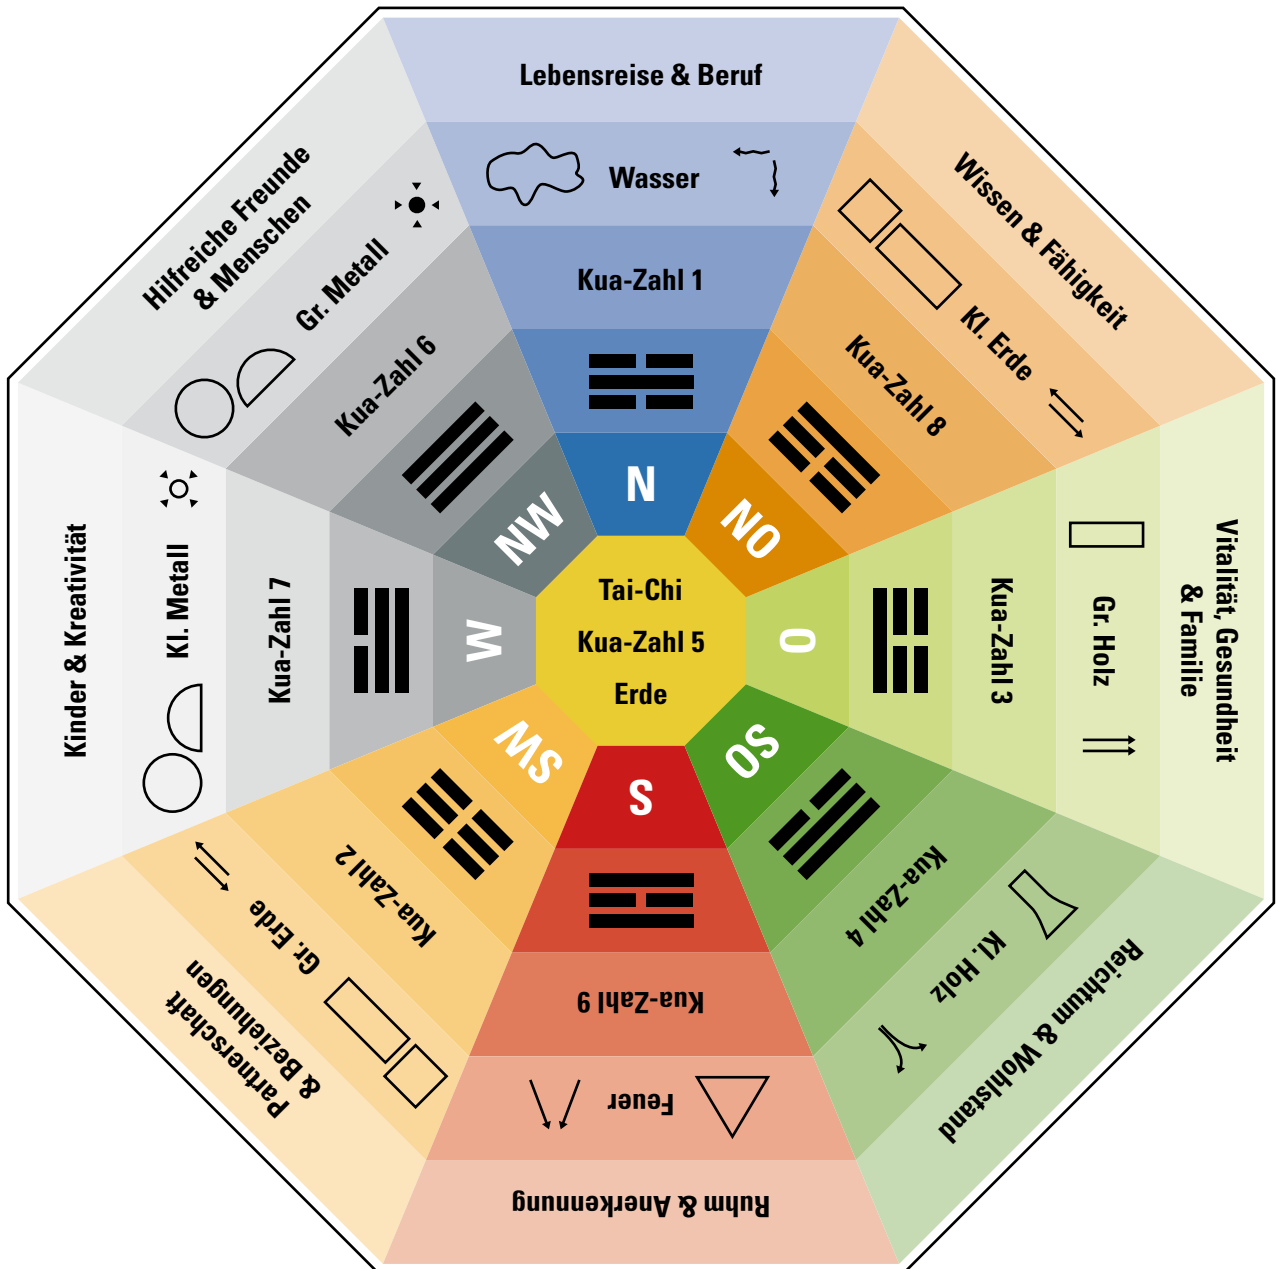 Lebensreise & Beruf
Wasser
Kua-Zahl 1
N
Wissen & Fähigkeit
Kl. Erde
Kua-Zahl 8
NO
Vitalität, Gesundheit
& Familie
Gr. Holz
Kua-Zahl 3
O
Reichtum & Wohlstand
Kl. Holz
Kua-Zahl 4
SO
Ruhm & Anerkennung
Feuer
Kua-Zahl 9
S
Partnerschaft
& Beziehungen
Gr. Erde
Kua-Zahl 2
SW
Kinder & Kreativität
Kl. Metall
Kua-Zahl 7
W
Hilfreiche Freunde
& Menschen
Gr. Metall
Kua-Zahl 6
NW
Tai-Chi
Kua-Zahl 5
Erde